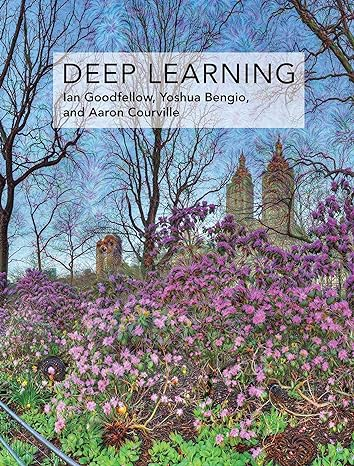 DEEP LEARNING
Ian Goodfellow, Yoshua Bengio,
and Aaron Courville